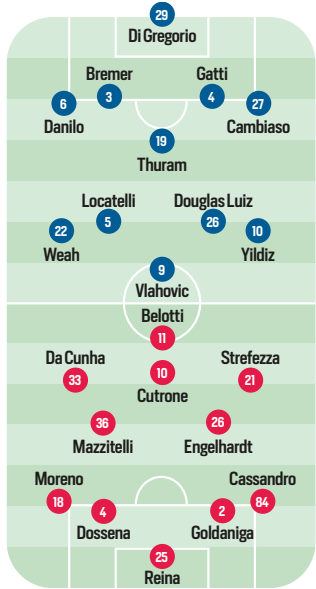 29
Di Gregorio
Bremer Gatti
6 3 4 27
Danilo Cambiaso
19
Thuram
Locatelli Douglas Luiz
22 5 26 10
Weah Yildiz
9
Vlahovic
Belotti
11
Da Cunha Strefezza
33 10 21
Cutrone
36 26
Mazzitelli Engelhardt
Moreno Cassandro
18 4 2 84
Dossena Goldaniga
25
Reina